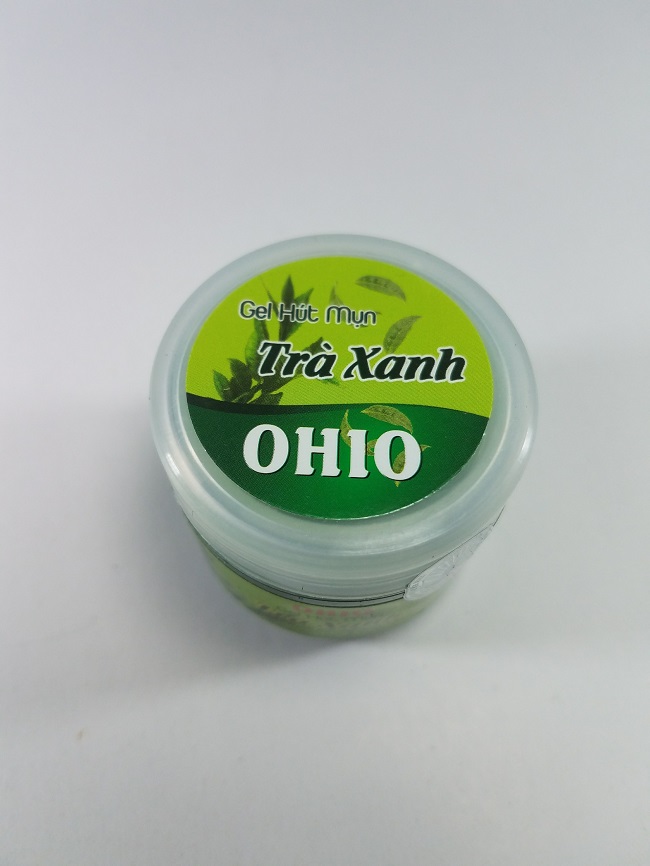 Gel Hút Mụn
Trà Xanh
OHIO